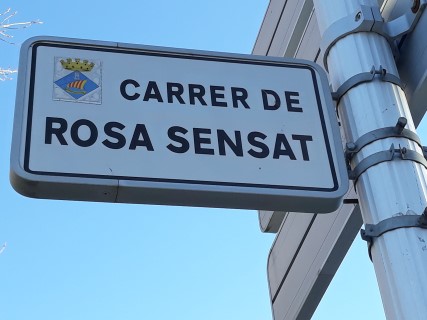 CARRER DE
ROSA SENSAT